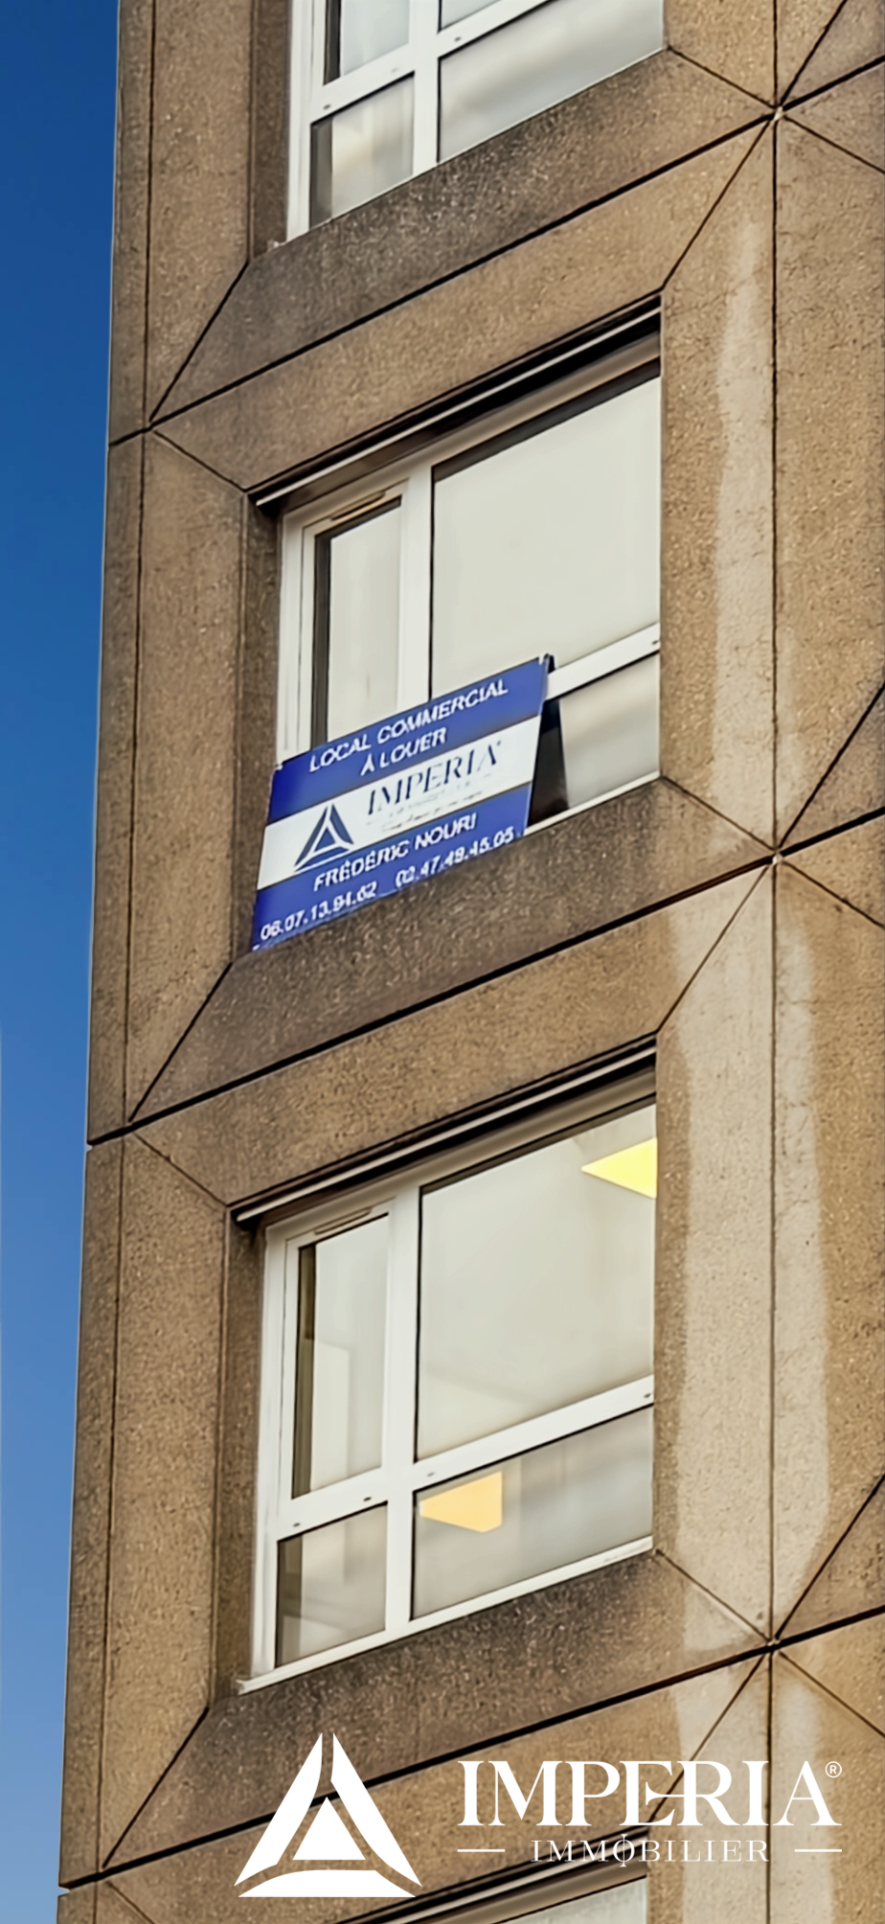 LOCAL COMMERCIAL
À LOUER
IMPERIA
FRÉDÉRIC NOURI
06.07.13.94.62 02.47.49.45.05
IMPERIA®
IMMOBILIER